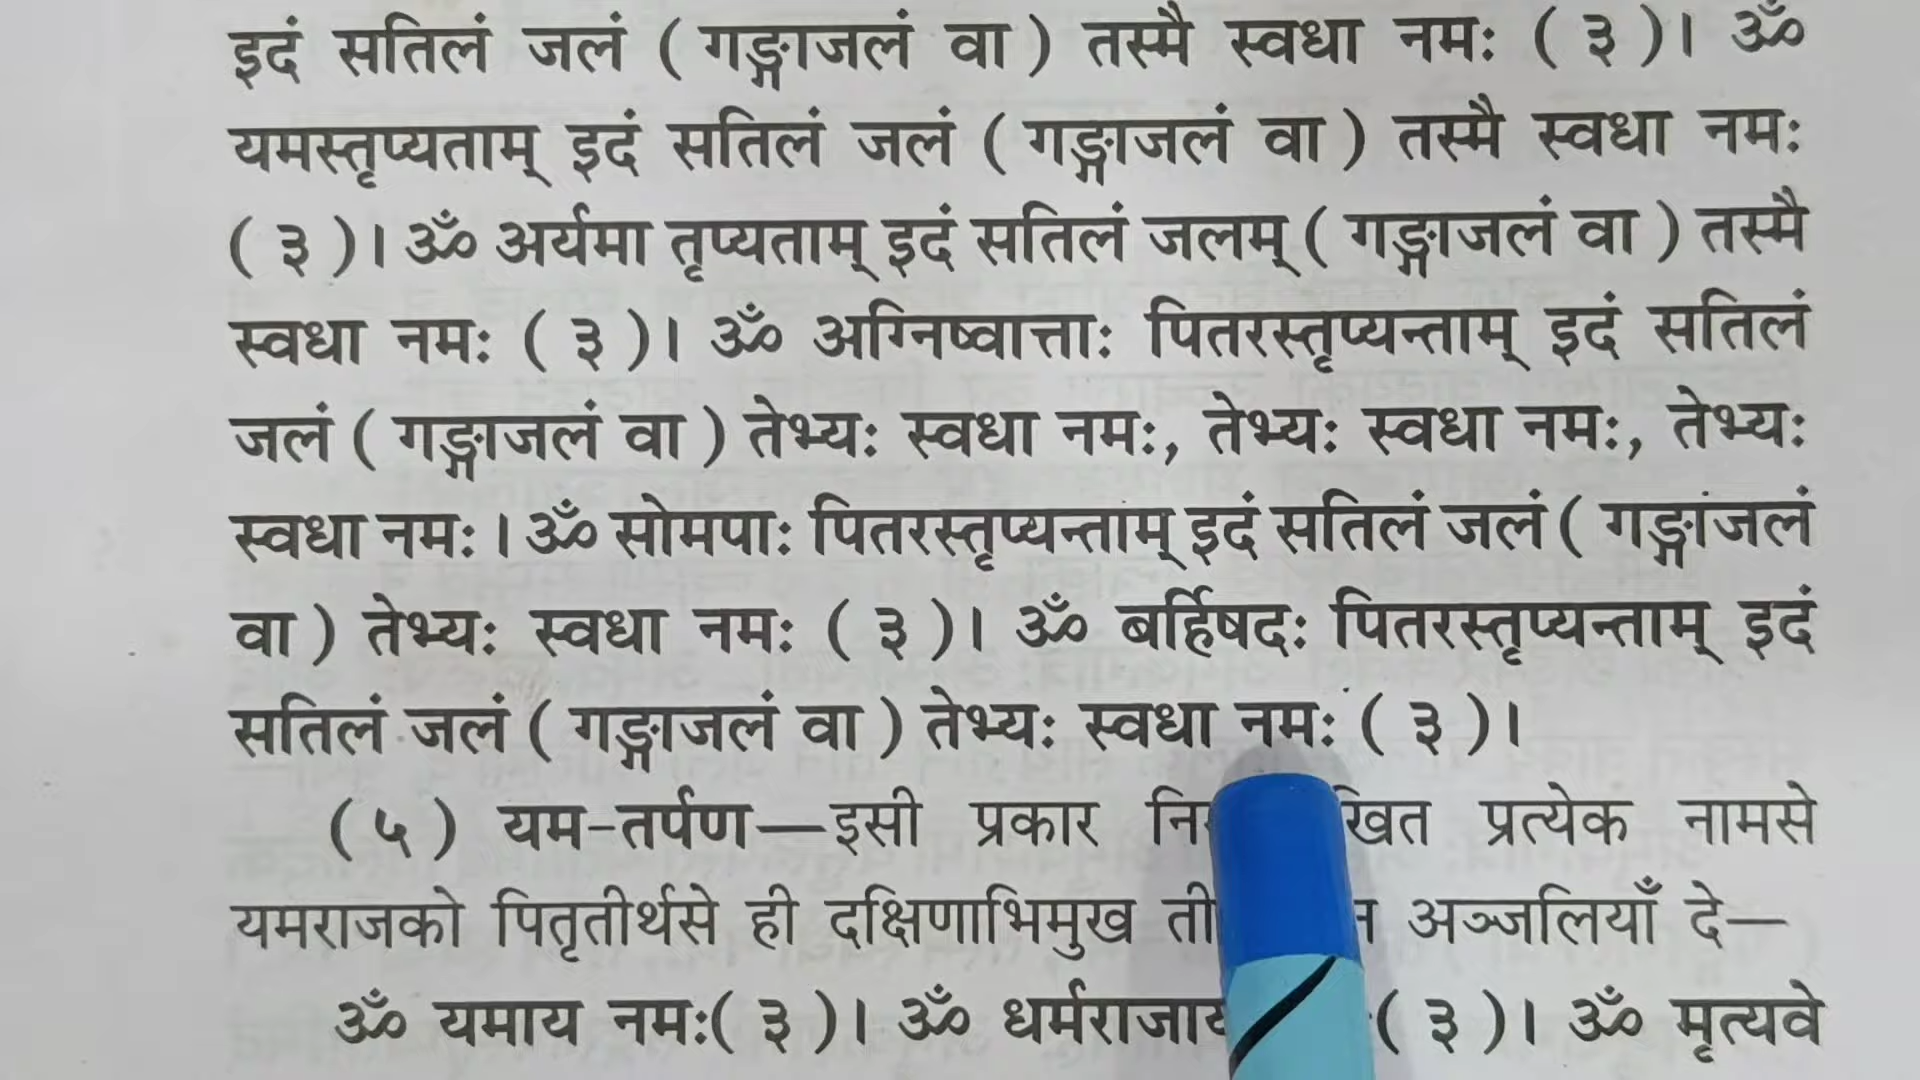 इदं सतिलं जलं ( गङ्गाजलं वा ) तस्मै स्वधा नमः ( ३ )। ॐ
यमस्तृप्यताम् इदं सतिलं जलं ( गङ्गाजलं वा ) तस्मै स्वधा नमः
( ३ )। ॐ अर्यमा तृप्यताम् इदं सतिलं जलम् ( गङ्गाजलं वा ) तस्मै
स्वधा नमः ( ३ )। ॐ अग्निष्वात्ताः पितरस्तृप्यन्ताम् इदं सतिलं
जलं ( गङ्गाजलं वा ) तेभ्यः स्वधा नमः, तेभ्यः स्वधा नमः, तेभ्यः
स्वधा नमः । ॐ सोमपाः पितरस्तृप्यन्ताम् इदं सतिलं जलं ( गङ्गाजलं
वा ) तेभ्यः स्वधा नमः ( ३ )। ॐ बर्हिषदः पितरस्तृप्यन्ताम् इदं
सतिलं जलं ( गङ्गाजलं वा ) तेभ्यः स्वधा नमः ( ३ )।
( ५ ) यम-तर्पण—इसी प्रकार प्रत्येक नामसे
यमराजको पितृतीर्थसे ही दक्षिणाभिमुख अञ्जलियाँ दे—
ॐ यमाय नमः( ३ )। ॐ धर्मराजाय ( ३ )। ॐ मृत्यवे